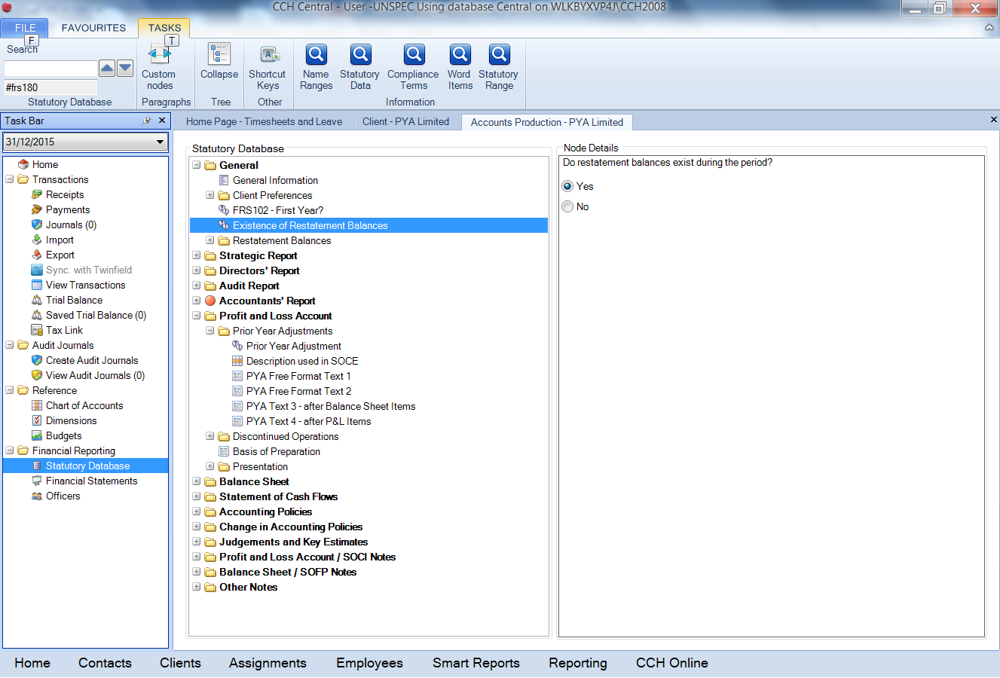 CCH Central - User -UNSPEC Using database Central on WLKBYXVP4J\CCH2008
FILE FAVOURITES TASKS
F T
Search
#frs180
Statutory Database
Custom nodes
Paragraphs
Collapse
Tree
Shortcut Keys
Other
Name Ranges
Statutory Data
Compliance Terms
Word Items
Statutory Range
Information
Task Bar
31/12/2015
Home
Transactions
Receipts
Payments
Journals (0)
Import
Export
Sync. with Twinfield
View Transactions
Trial Balance
Saved Trial Balance (0)
Tax Link
Audit Journals
Create Audit Journals
View Audit Journals (0)
Reference
Chart of Accounts
Dimensions
Budgets
Financial Reporting
Statutory Database
Financial Statements
Officers
Home Page - Timesheets and Leave Client - PYA Limited Accounts Production - PYA Limited
Statutory Database
General
General Information
Client Preferences
FRS102 - First Year?
Existence of Restatement Balances
Restatement Balances
Strategic Report
Directors' Report
Audit Report
Accountants' Report
Profit and Loss Account
Prior Year Adjustments
Prior Year Adjustment
Description used in SOCE
PYA Free Format Text 1
PYA Free Format Text 2
PYA Text 3 - after Balance Sheet Items
PYA Text 4 - after P&L Items
Discontinued Operations
Basis of Preparation
Presentation
Balance Sheet
Statement of Cash Flows
Accounting Policies
Change in Accounting Policies
Judgements and Key Estimates
Profit and Loss Account / SOCI Notes
Balance Sheet / SOFP Notes
Other Notes
Node Details
Do restatement balances exist during the period?
Yes
No
Home Contacts Clients Assignments Employees Smart Reports Reporting CCH Online